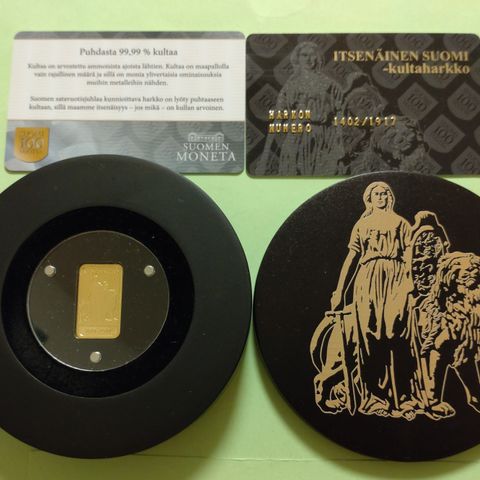 Puhdasta 99,99 % kultaa
Kultaa on arvostettu ammoisista ajoista lähtien. Kultaa on maapallolla
vain rajallinen määrä ja sillä on monia ylivertaisia ominaisuuksia
muihin metalleihin nähden.
Suomen satavuotisjuhlaa kunnioittava harkko on lyöty puhtaaseen
kultaan, sillä maamme itsenäisyys – jos mikä – on kullan arvoinen.
100
SUOMEN
MONETA
ITSENÄINEN SUOMI
-kultaharkko
HARKON
NUMERO
1402/1917